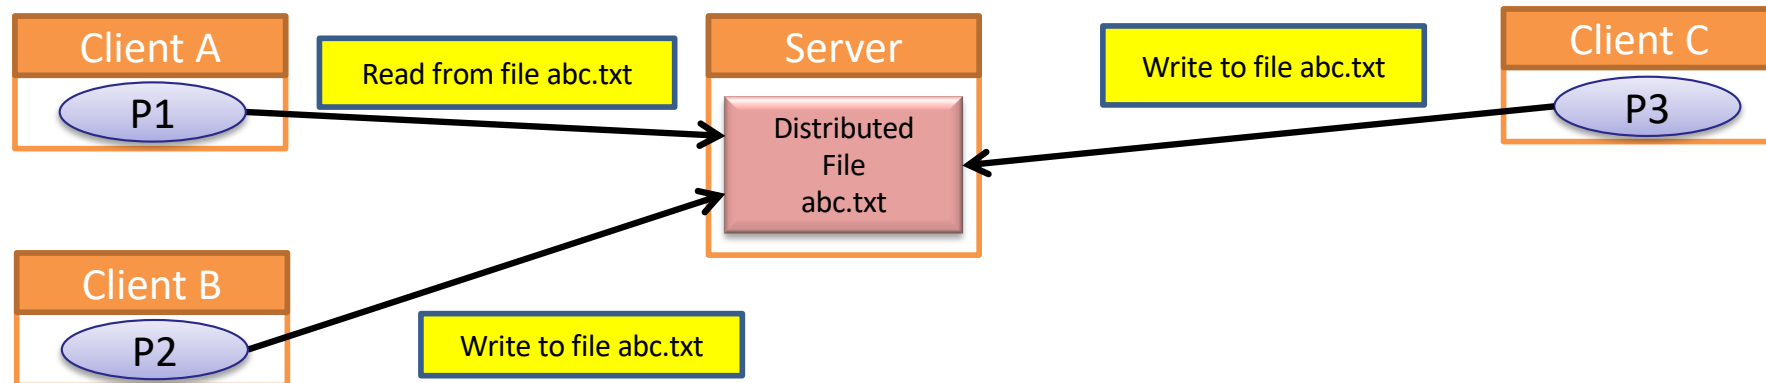 Client A
P1
Read from file abc.txt
Server
Distributed
File
abc.txt
Write to file abc.txt
Client C
P3
Client B
P2
Write to file abc.txt